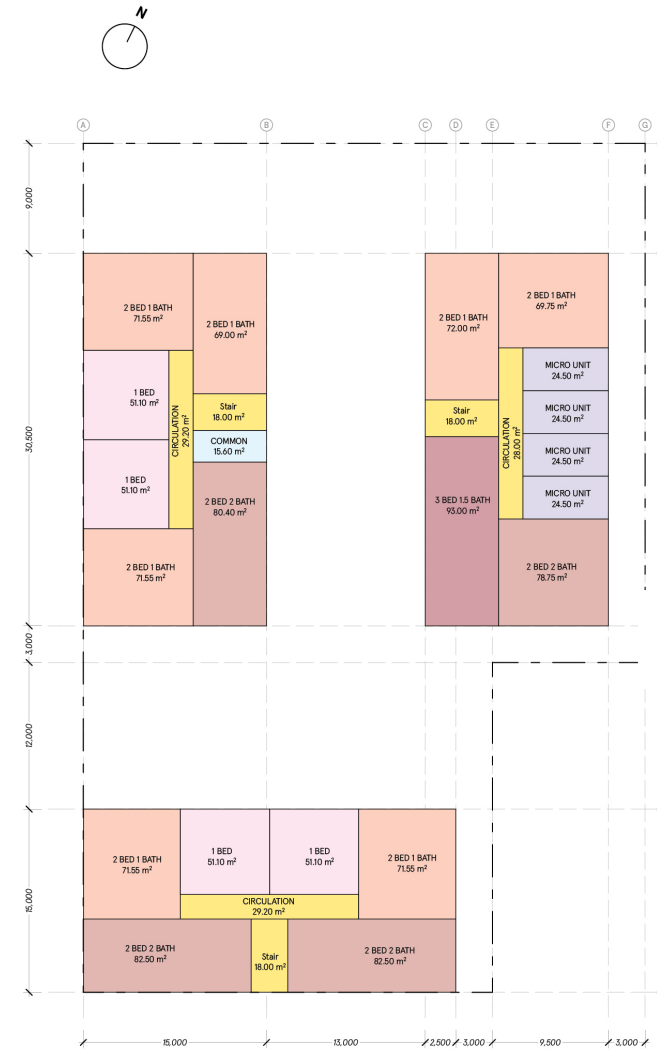 N
A
B
C
D
E
F
G
9,000
30,500
3,000
12,000
15,000
2 BED 1 BATH
71.55 m²
2 BED 1 BATH
69.00 m²
1 BED
51.10 m²
CIRCULATION
29.20 m²
Stair
18.00 m²
COMMON
15.60 m²
1 BED
51.10 m²
2 BED 2 BATH
80.40 m²
2 BED 1 BATH
71.55 m²
2 BED 1 BATH
72.00 m²
2 BED 1 BATH
69.75 m²
MICRO UNIT
24.50 m²
MICRO UNIT
24.50 m²
Stair
18.00 m²
CIRCULATION
28.00 m²
MICRO UNIT
24.50 m²
MICRO UNIT
24.50 m²
3 BED 1.5 BATH
93.00 m²
2 BED 2 BATH
78.75 m²
2 BED 1 BATH
71.55 m²
1 BED
51.10 m²
1 BED
51.10 m²
2 BED 1 BATH
71.55 m²
CIRCULATION
29.20 m²
2 BED 2 BATH
82.50 m²
Stair
18.00 m²
2 BED 2 BATH
82.50 m²
15,000
13,000
2,500
3,000
9,500
3,000